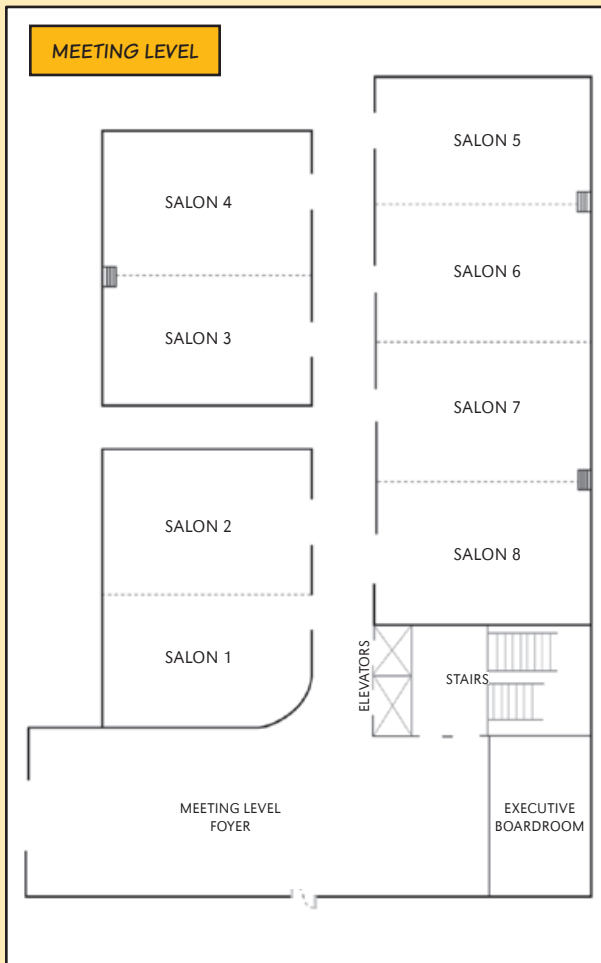 MEETING LEVEL
SALON 5
SALON 4
SALON 6
SALON 3
SALON 7
SALON 2
SALON 8
SALON 1
ELEVATORS
STAIRS
MEETING LEVEL
FOYER
EXECUTIVE
BOARDROOM